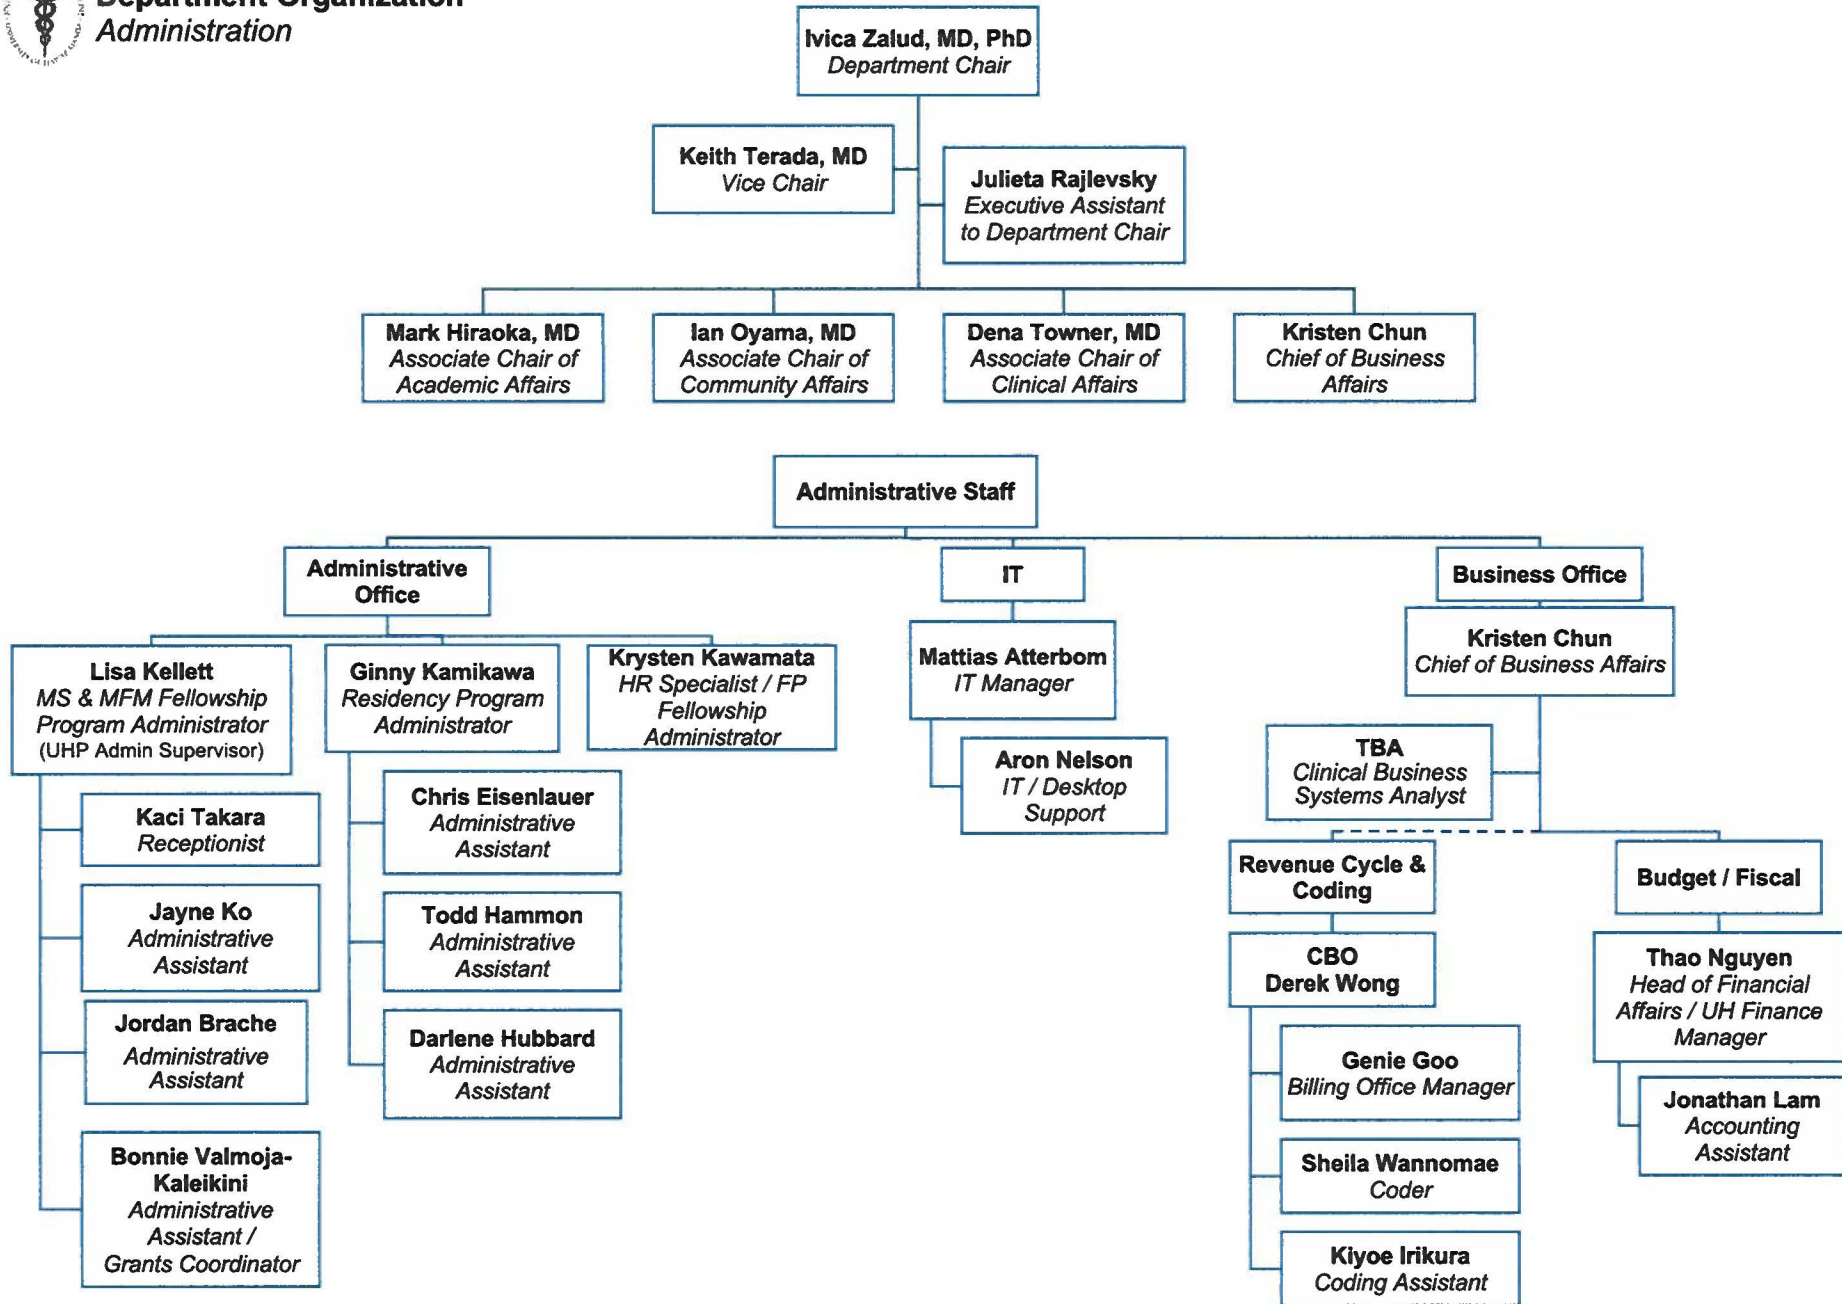 Department Organization
Administration
Ivica Zalud, MD, PhD
Department Chair
Keith Terada, MD
Vice Chair
Julieta Rajlevsky
Executive Assistant
to Department Chair
Mark Hiraoka, MD
Associate Chair of
Academic Affairs
Ian Oyama, MD
Associate Chair of
Community Affairs
Dena Towner, MD
Associate Chair of
Clinical Affairs
Kristen Chun
Chief of Business
Affairs
Administrative Staff
Administrative
Office
IT
Business Office
Lisa Kellett
MS & MFM Fellowship
Program Administrator
(UHP Admin Supervisor)
Kaci Takara
Receptionist
Jayne Ko
Administrative
Assistant
Jordan Brache
Administrative
Assistant
Bonnie Valmoja-
Kaleikini
Administrative
Assistant /
Grants Coordinator
Ginny Kamikawa
Residency Program
Administrator
Chris Eisenlauer
Administrative
Assistant
Todd Hammon
Administrative
Assistant
Darlene Hubbard
Administrative
Assistant
Krysten Kawamata
HR Specialist / FP
Fellowship
Administrator
Mattias Atterbom
IT Manager
Aron Nelson
IT / Desktop
Support
Kristen Chun
Chief of Business Affairs
TBA
Clinical Business
Systems Analyst
Revenue Cycle &
Coding
CBO
Derek Wong
Genie Goo
Billing Office Manager
Sheila Wannomae
Coder
Kiyoe Irikura
Coding Assistant
Budget / Fiscal
Thao Nguyen
Head of Financial
Affairs / UH Finance
Manager
Jonathan Lam
Accounting
Assistant